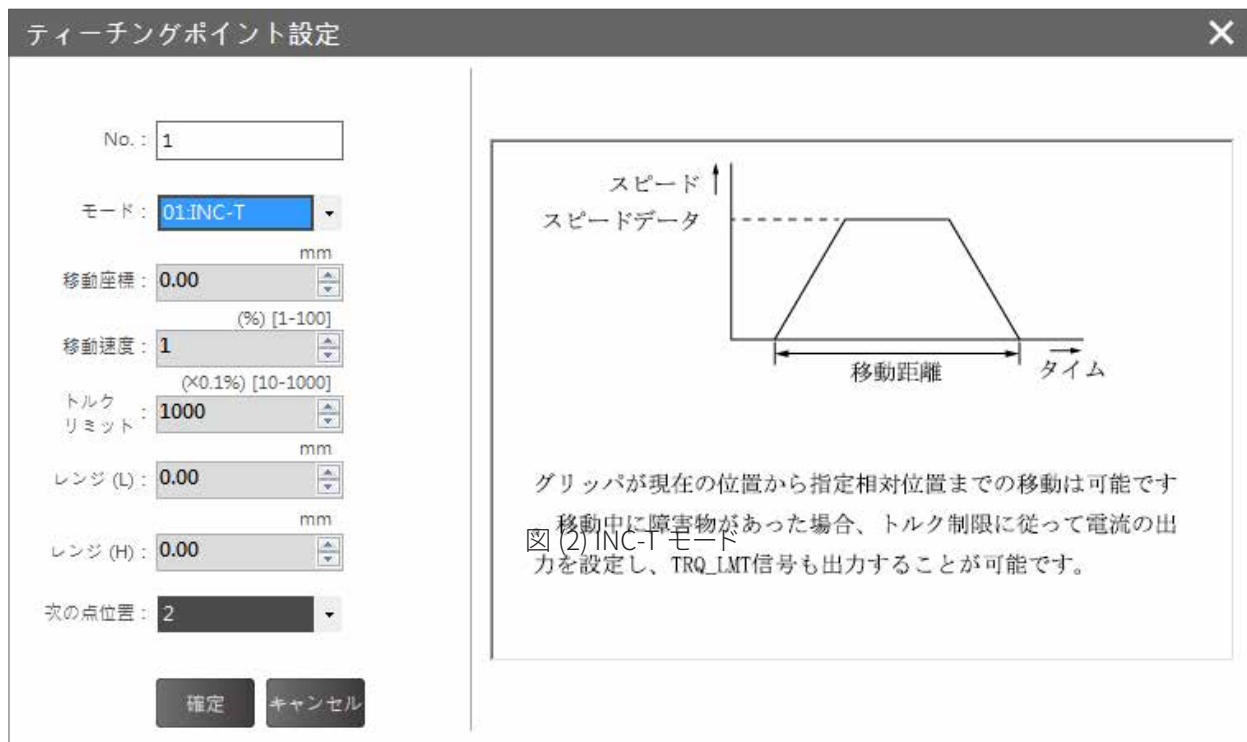 ティーチングポイント設定
No. : 1
モード : 01:INC-T
mm
移動座標 : 0.00
(%) [1-100]
移動速度 : 1
(×0.1%) [10-1000]
トルク
リミット : 1000
mm
レンジ (L) : 0.00
mm
レンジ (H) : 0.00
次の点位置 : 2
確定
キャンセル
スピード
スピードデータ
移動距離
タイム
グリッパが現在の位置から指定相対位置までの移動は可能です
移動中に障害物があった場合、トルク制限に従って電流の出
図 (2) INC-T モード
力を設定し、TRQ_LMT信号も出力することが可能です。